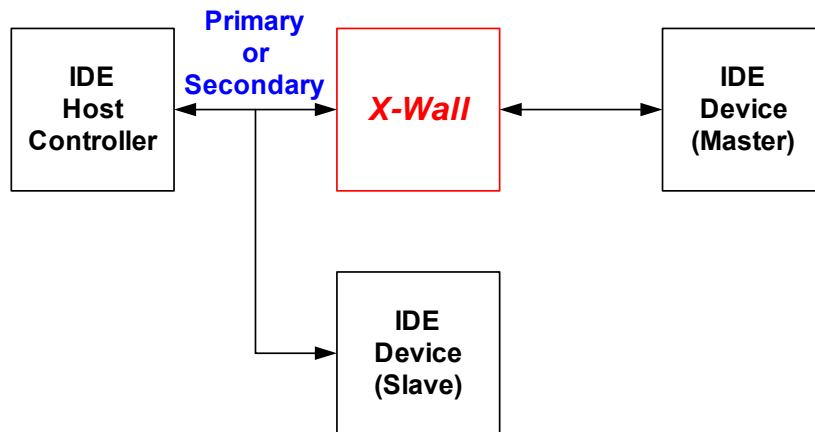 IDE
Host
Controller
Primary
or
Secondary
X-Wall
IDE
Device
(Master)
IDE
Device
(Slave)